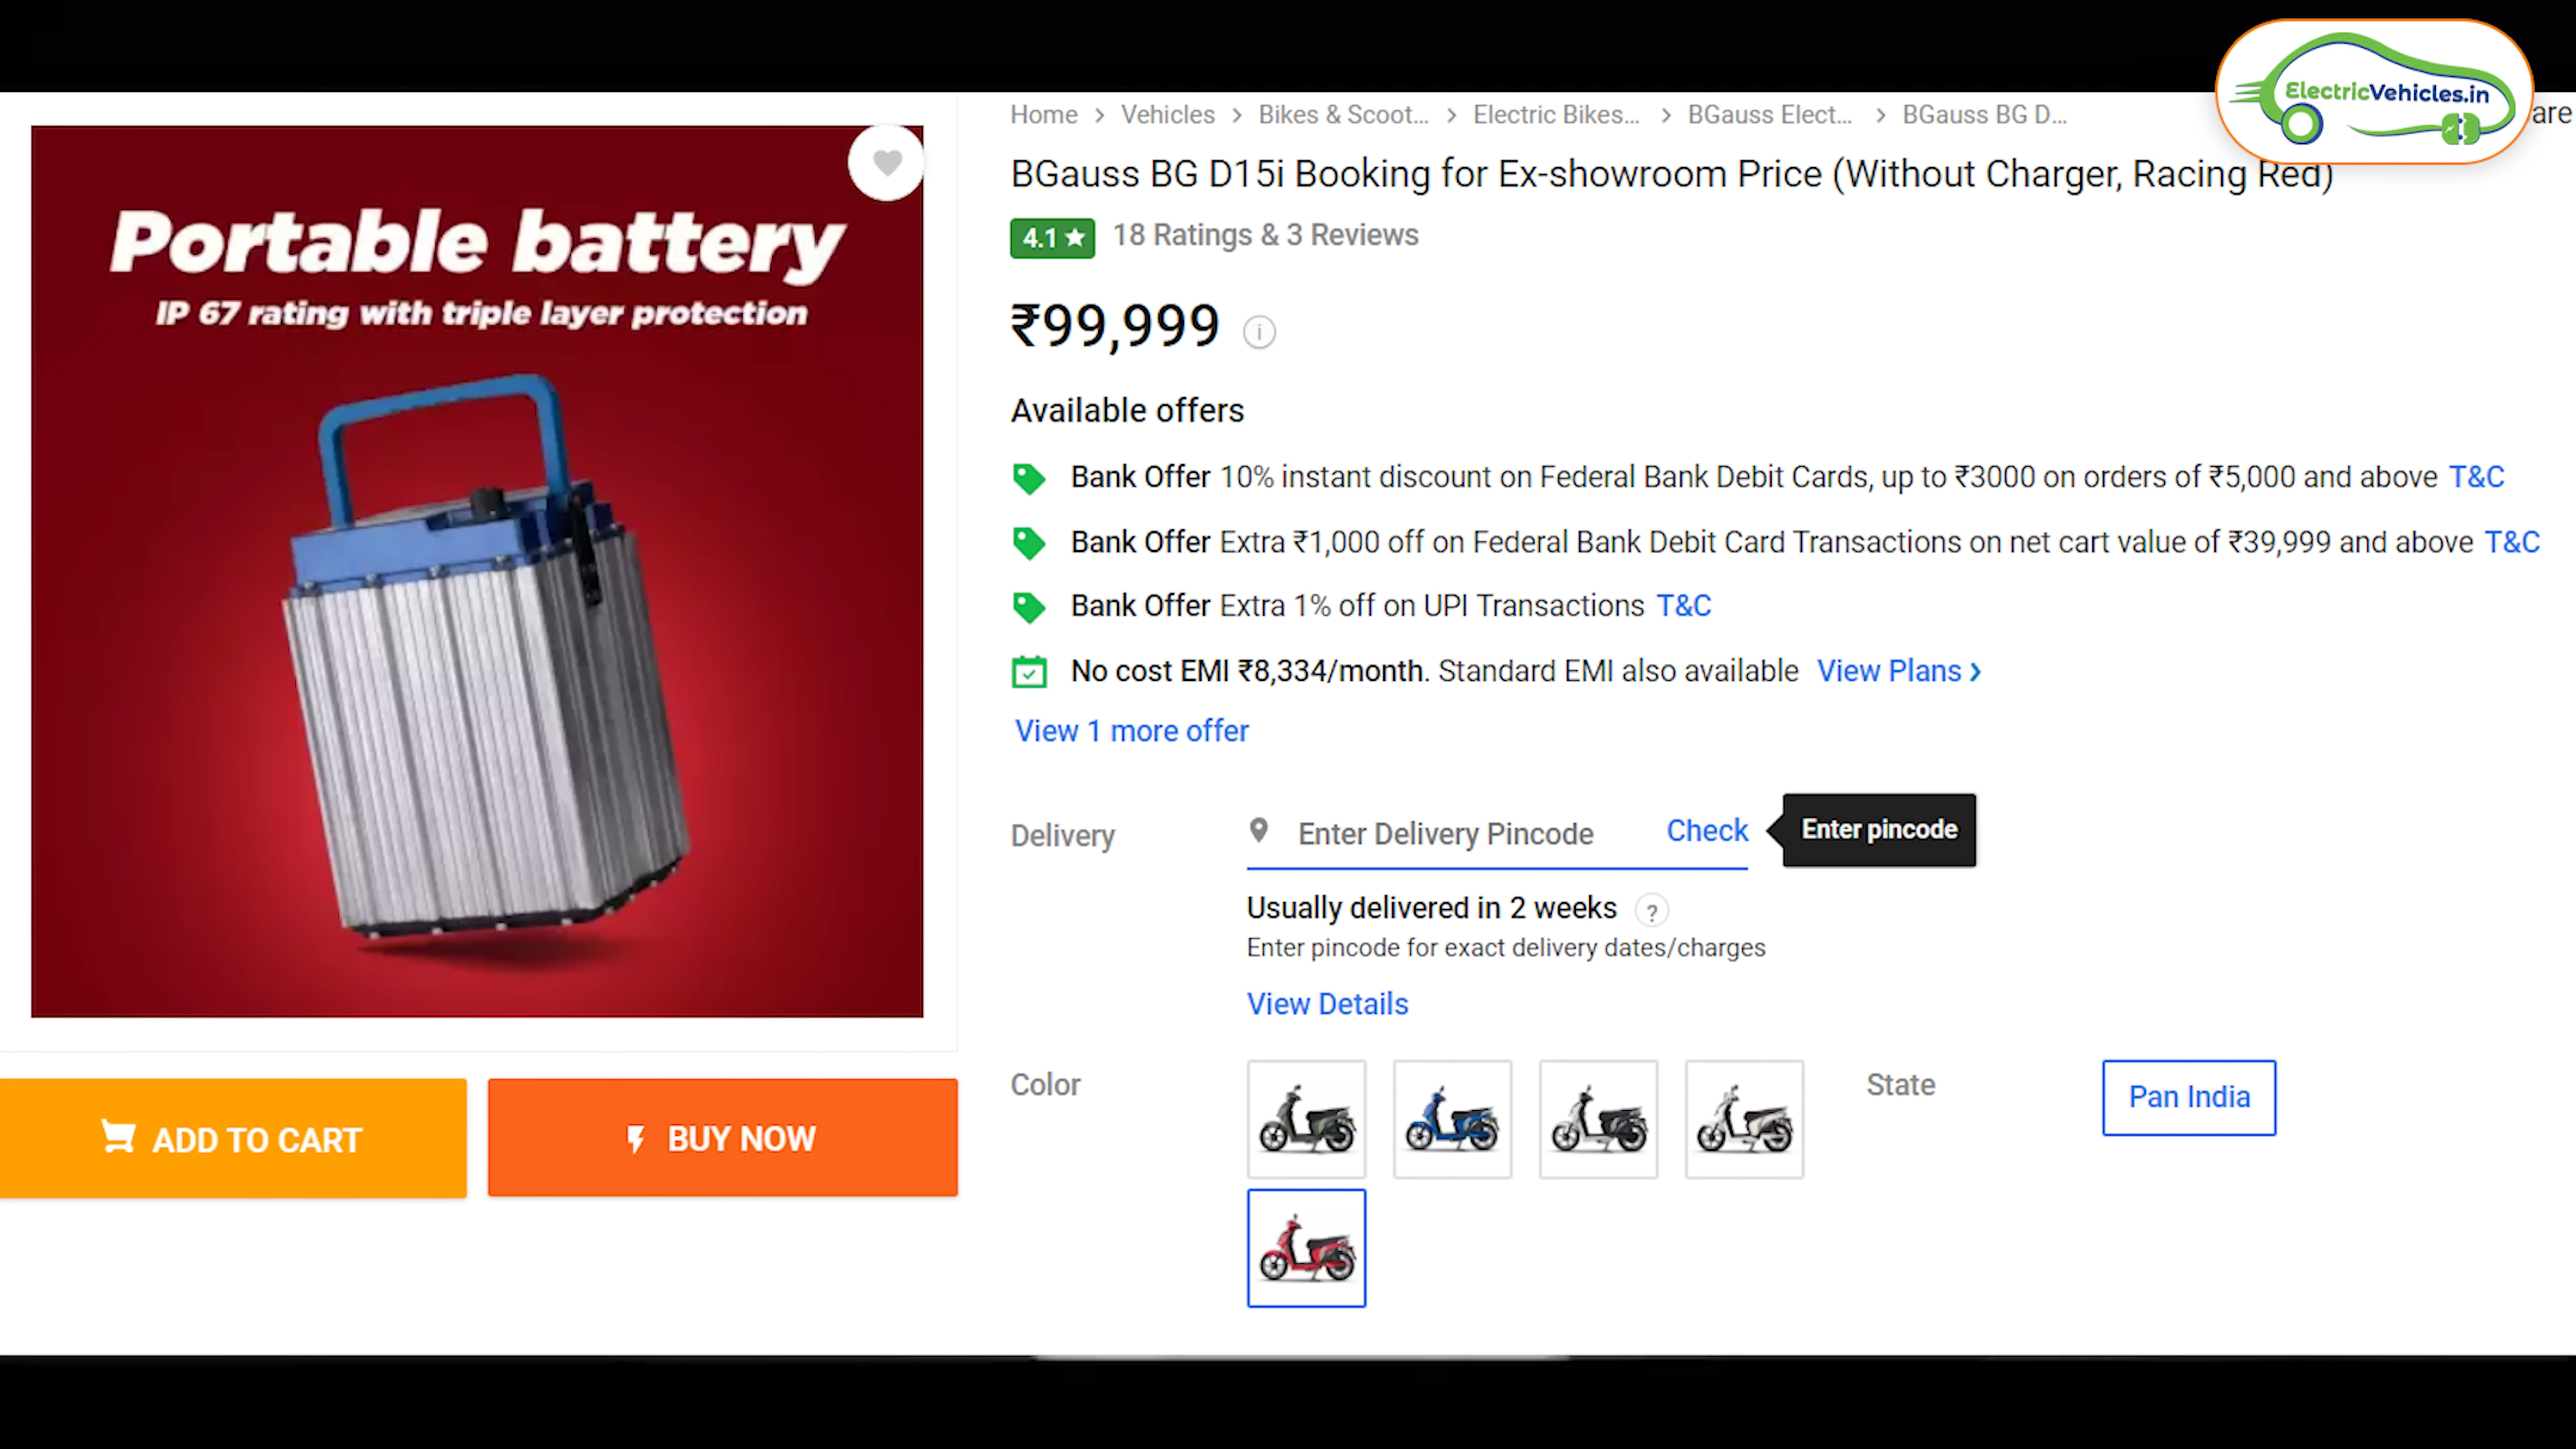 ElectricVehicles.in
Home > Vehicles > Bikes & Scoot... > Electric Bikes... > BGauss Elect... > BGauss BG D...
are
BGauss BG D15i Booking for Ex-showroom Price (Without Charger, Racing Red)
4.1 ★ 18 Ratings & 3 Reviews
₹99,999
Portable battery
IP 67 rating with triple layer protection
Available offers
Bank Offer 10% instant discount on Federal Bank Debit Cards, up to ₹3000 on orders of ₹5,000 and above T&C
Bank Offer Extra ₹1,000 off on Federal Bank Debit Card Transactions on net cart value of ₹39,999 and above T&C
Bank Offer Extra 1% off on UPI Transactions T&C
No cost EMI ₹8,334/month. Standard EMI also available View Plans >
View 1 more offer
Delivery
Enter Delivery Pincode Check
Enter pincode
Usually delivered in 2 weeks ?
Enter pincode for exact delivery dates/charges
View Details
Color
State
Pan India
ADD TO CART
BUY NOW